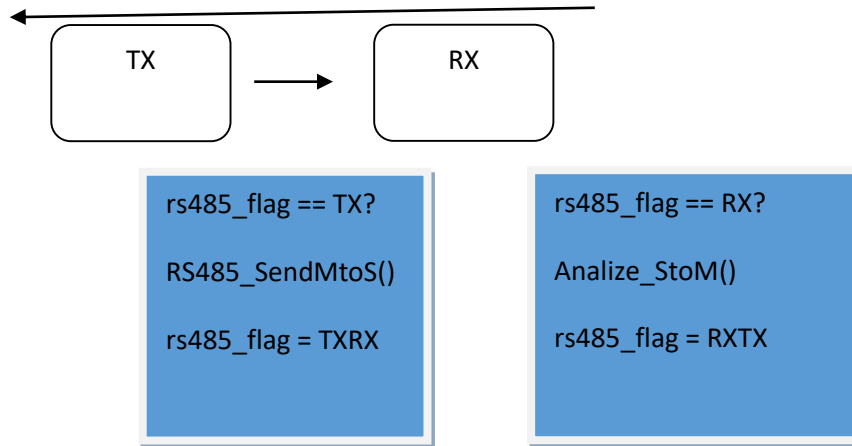 TX
RX
rs485_flag == TX?
RS485_SendMtoS()
rs485_flag = TXRX
rs485_flag == RX?
Analize_StoM()
rs485_flag = RXTX